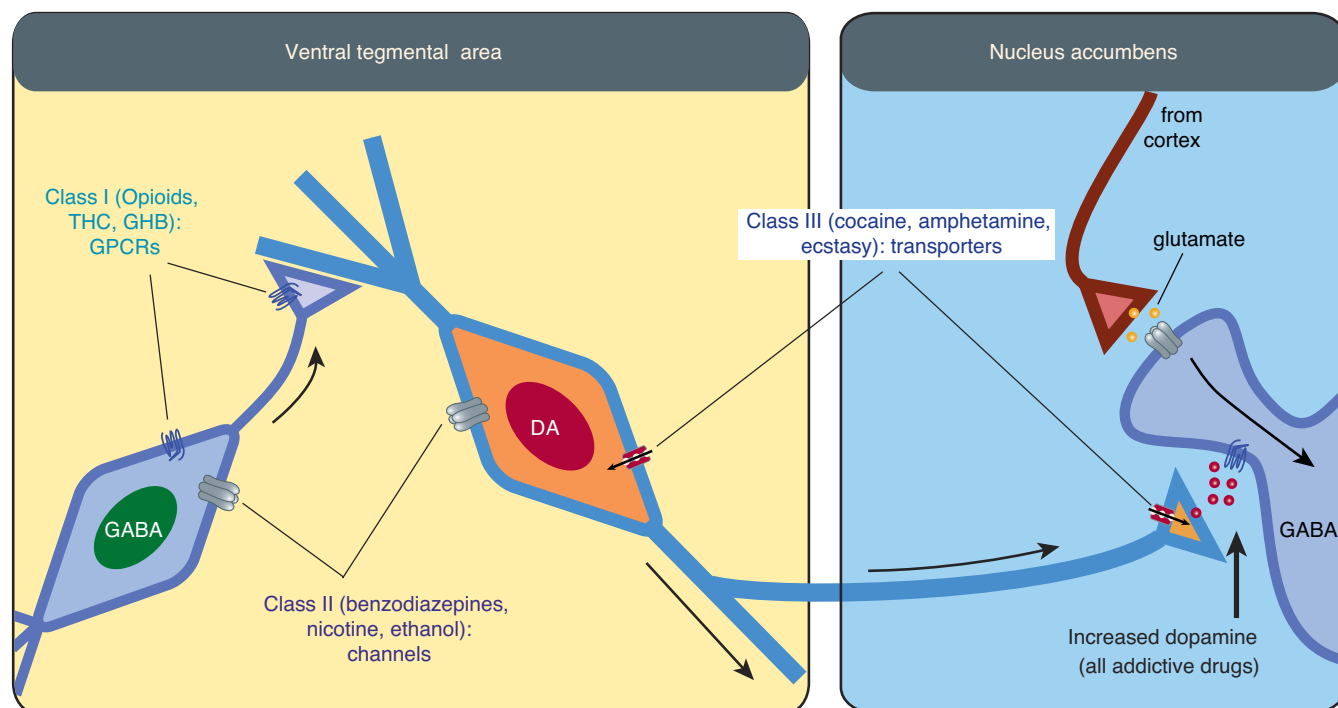 Ventral tegmental area
Nucleus accumbens
from
cortex
Class I (Opioids,
THC, GHB):
GPCRs
Class III (cocaine, amphetamine,
ecstasy): transporters
glutamate
DA
GABA
GABA
Class II (benzodiazepines,
nicotine, ethanol):
channels
Increased dopamine
(all addictive drugs)